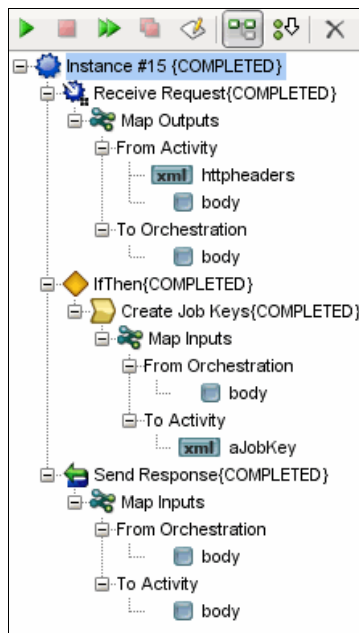 Instance #15 {COMPLETED}
Receive Request{COMPLETED}
Map Outputs
From Activity
xml httpheaders
body
To Orchestration
body
IfThen{COMPLETED}
Create Job Keys{COMPLETED}
Map Inputs
From Orchestration
body
To Activity
xml aJobKey
Send Response{COMPLETED}
Map Inputs
From Orchestration
body
To Activity
body